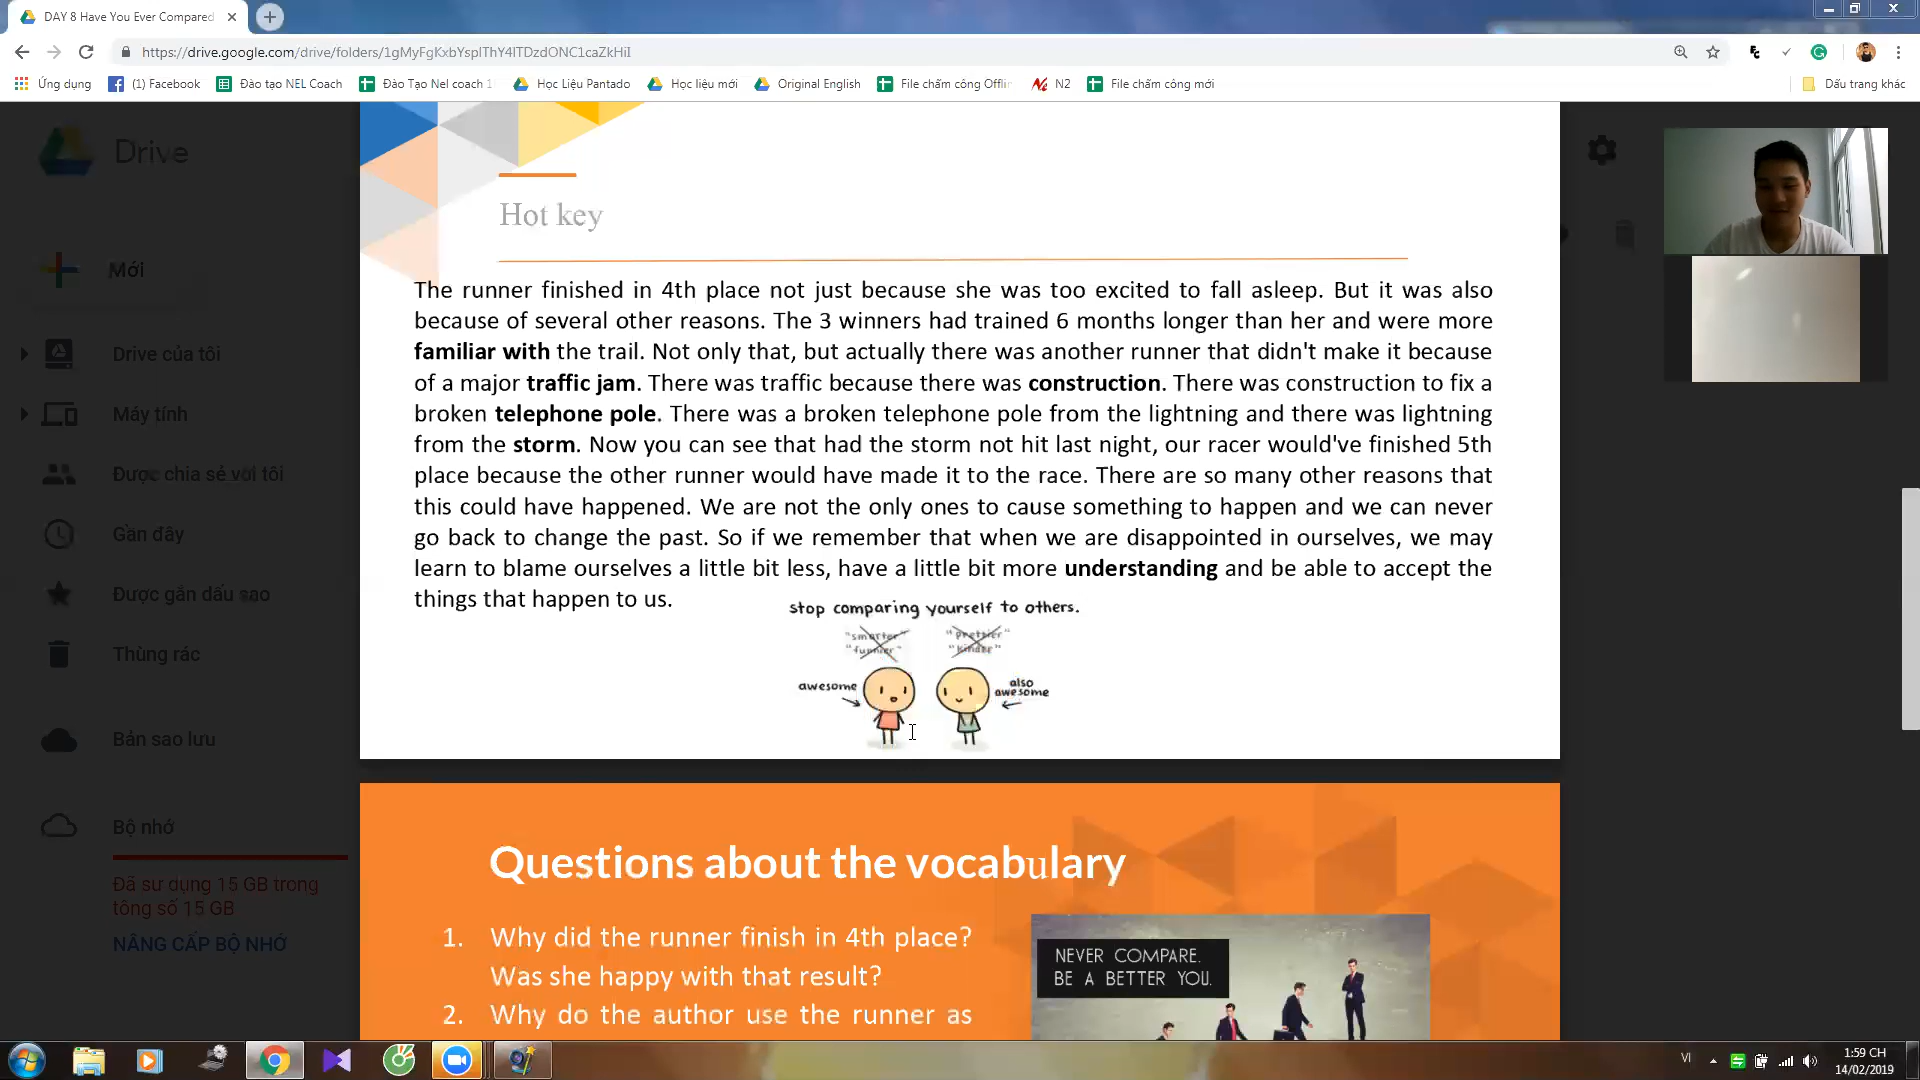 DAY 8 Have You Ever Compared
https://drive.google.com/drive/folders/1gMyFgKxbYsplThY4lTDzdONC1caZkHiI
Ứng dụng
(1) Facebook
Đào tạo NEL Coach
Đào Tạo Nel coach 1
Học Liệu Pantado
Học liệu mới
Original English
File chấm công Offli
N2
File chấm công mới
Dấu trang khác
Drive
Mới
Drive của tôi
Máy tính
Được chia sẻ với tôi
Gần đây
Được gắn dấu sao
Thùng rác
Bản sao lưu
Bộ nhớ
Đã sử dụng 15 GB trong
tổng số 15 GB
NÂNG CẤP BỘ NHỚ
Hot key
The runner finished in 4th place not just because she was too excited to fall asleep. But it was also
because of several other reasons. The 3 winners had trained 6 months longer than her and were more
familiar with the trail. Not only that, but actually there was another runner that didn't make it because
of a major traffic jam. There was traffic because there was construction. There was construction to fix a
broken telephone pole. There was a broken telephone pole from the lightning and there was lightning
from the storm. Now you can see that had the storm not hit last night, our racer would've finished 5th
place because the other runner would have made it to the race. There are so many other reasons that
this could have happened. We are not the only ones to cause something to happen and we can never
go back to change the past. So if we remember that when we are disappointed in ourselves, we may
learn to blame ourselves a little bit less, have a little bit more understanding and be able to accept the
things that happen to us.
stop comparing yourself to others.
"smarter" "prettier"
"funnier" "kinder"
awesome
also
awesome
Questions about the vocabulary
1. Why did the runner finish in 4th place?
Was she happy with that result?
2. Why do the author use the runner as
NEVER COMPARE.
BE A BETTER YOU.
VI
1:59 CH
14/02/2019